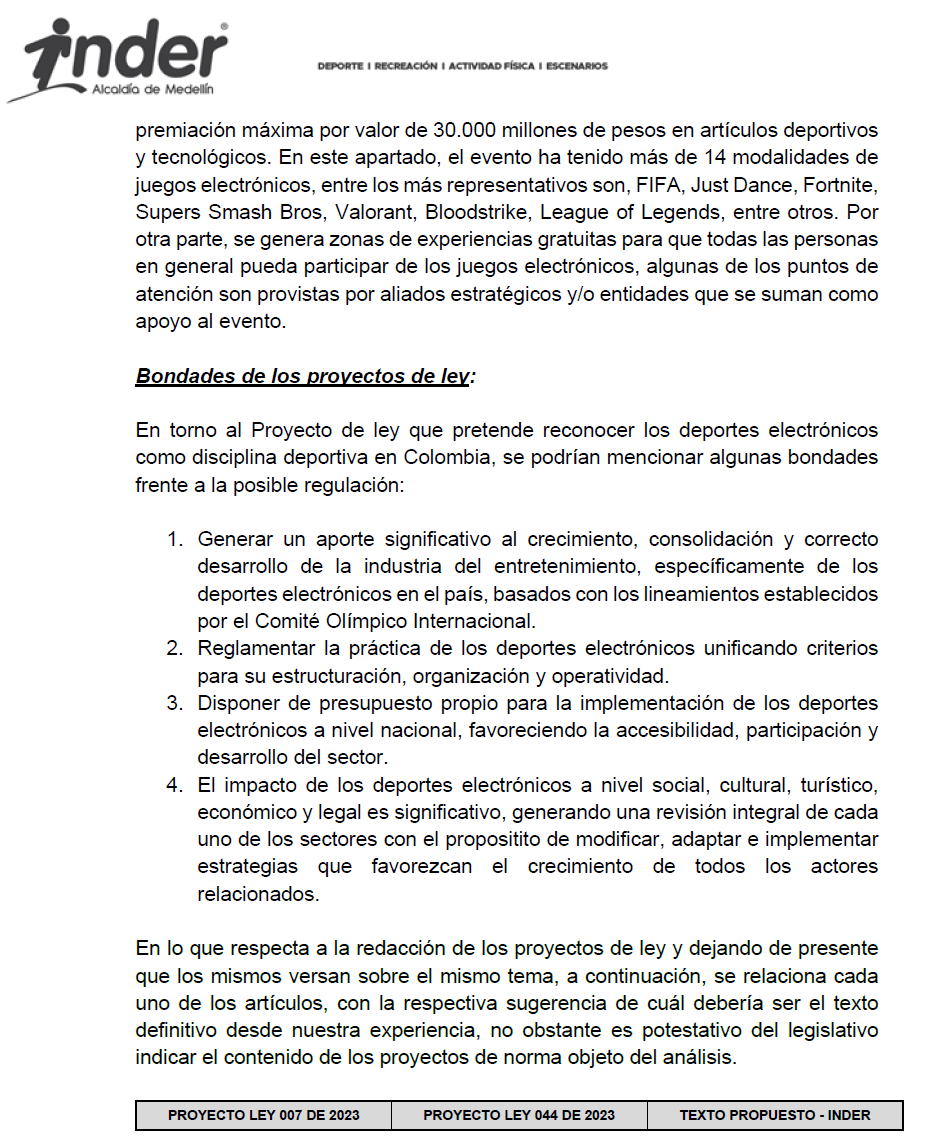 inder®
Alcaldía de Medellín
DEPORTE I RECREACIÓN I ACTIVIDAD FÍSICA I ESCENARIOS
premiación máxima por valor de 30.000 millones de pesos en artículos deportivos
y tecnológicos. En este apartado, el evento ha tenido más de 14 modalidades de
juegos electrónicos, entre los más representativos son, FIFA, Just Dance, Fortnite,
Supers Smash Bros, Valorant, Bloodstrike, League of Legends, entre otros. Por
otra parte, se genera zonas de experiencias gratuitas para que todas las personas
en general pueda participar de los juegos electrónicos, algunas de los puntos de
atención son provistas por aliados estratégicos y/o entidades que se suman como
apoyo al evento.
Bondades de los proyectos de ley:
En torno al Proyecto de ley que pretende reconocer los deportes electrónicos
como disciplina deportiva en Colombia, se podrían mencionar algunas bondades
frente a la posible regulación:
1. Generar un aporte significativo al crecimiento, consolidación y correcto
desarrollo de la industria del entretenimiento, específicamente de los
deportes electrónicos en el país, basados con los lineamientos establecidos
por el Comité Olímpico Internacional.
2. Reglamentar la práctica de los deportes electrónicos unificando criterios
para su estructuración, organización y operatividad.
3. Disponer de presupuesto propio para la implementación de los deportes
electrónicos a nivel nacional, favoreciendo la accesibilidad, participación y
desarrollo del sector.
4. El impacto de los deportes electrónicos a nivel social, cultural, turístico,
económico y legal es significativo, generando una revisión integral de cada
uno de los sectores con el propositito de modificar, adaptar e implementar
estrategias que favorezcan el crecimiento de todos los actores
relacionados.
En lo que respecta a la redacción de los proyectos de ley y dejando de presente
que los mismos versan sobre el mismo tema, a continuación, se relaciona cada
uno de los artículos, con la respectiva sugerencia de cuál debería ser el texto
definitivo desde nuestra experiencia, no obstante es potestativo del legislativo
indicar el contenido de los proyectos de norma objeto del análisis.
PROYECTO LEY 007 DE 2023 PROYECTO LEY 044 DE 2023 TEXTO PROPUESTO - INDER